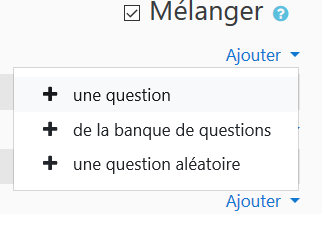 Mélanger ?
Ajouter
+ une question
+ de la banque de questions
+ une question aléatoire
Ajouter